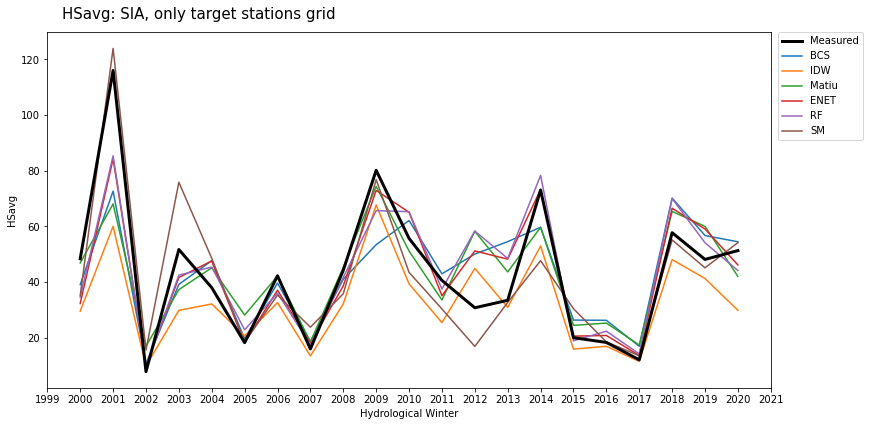 HSavg: SIA, only target stations grid
Measured
BCS
IDW
Matiu
ENET
RF
SM
HSavg
120
100
80
60
40
20
1999 2000 2001 2002 2003 2004 2005 2006 2007 2008 2009 2010 2011 2012 2013 2014 2015 2016 2017 2018 2019 2020 2021
Hydrological Winter